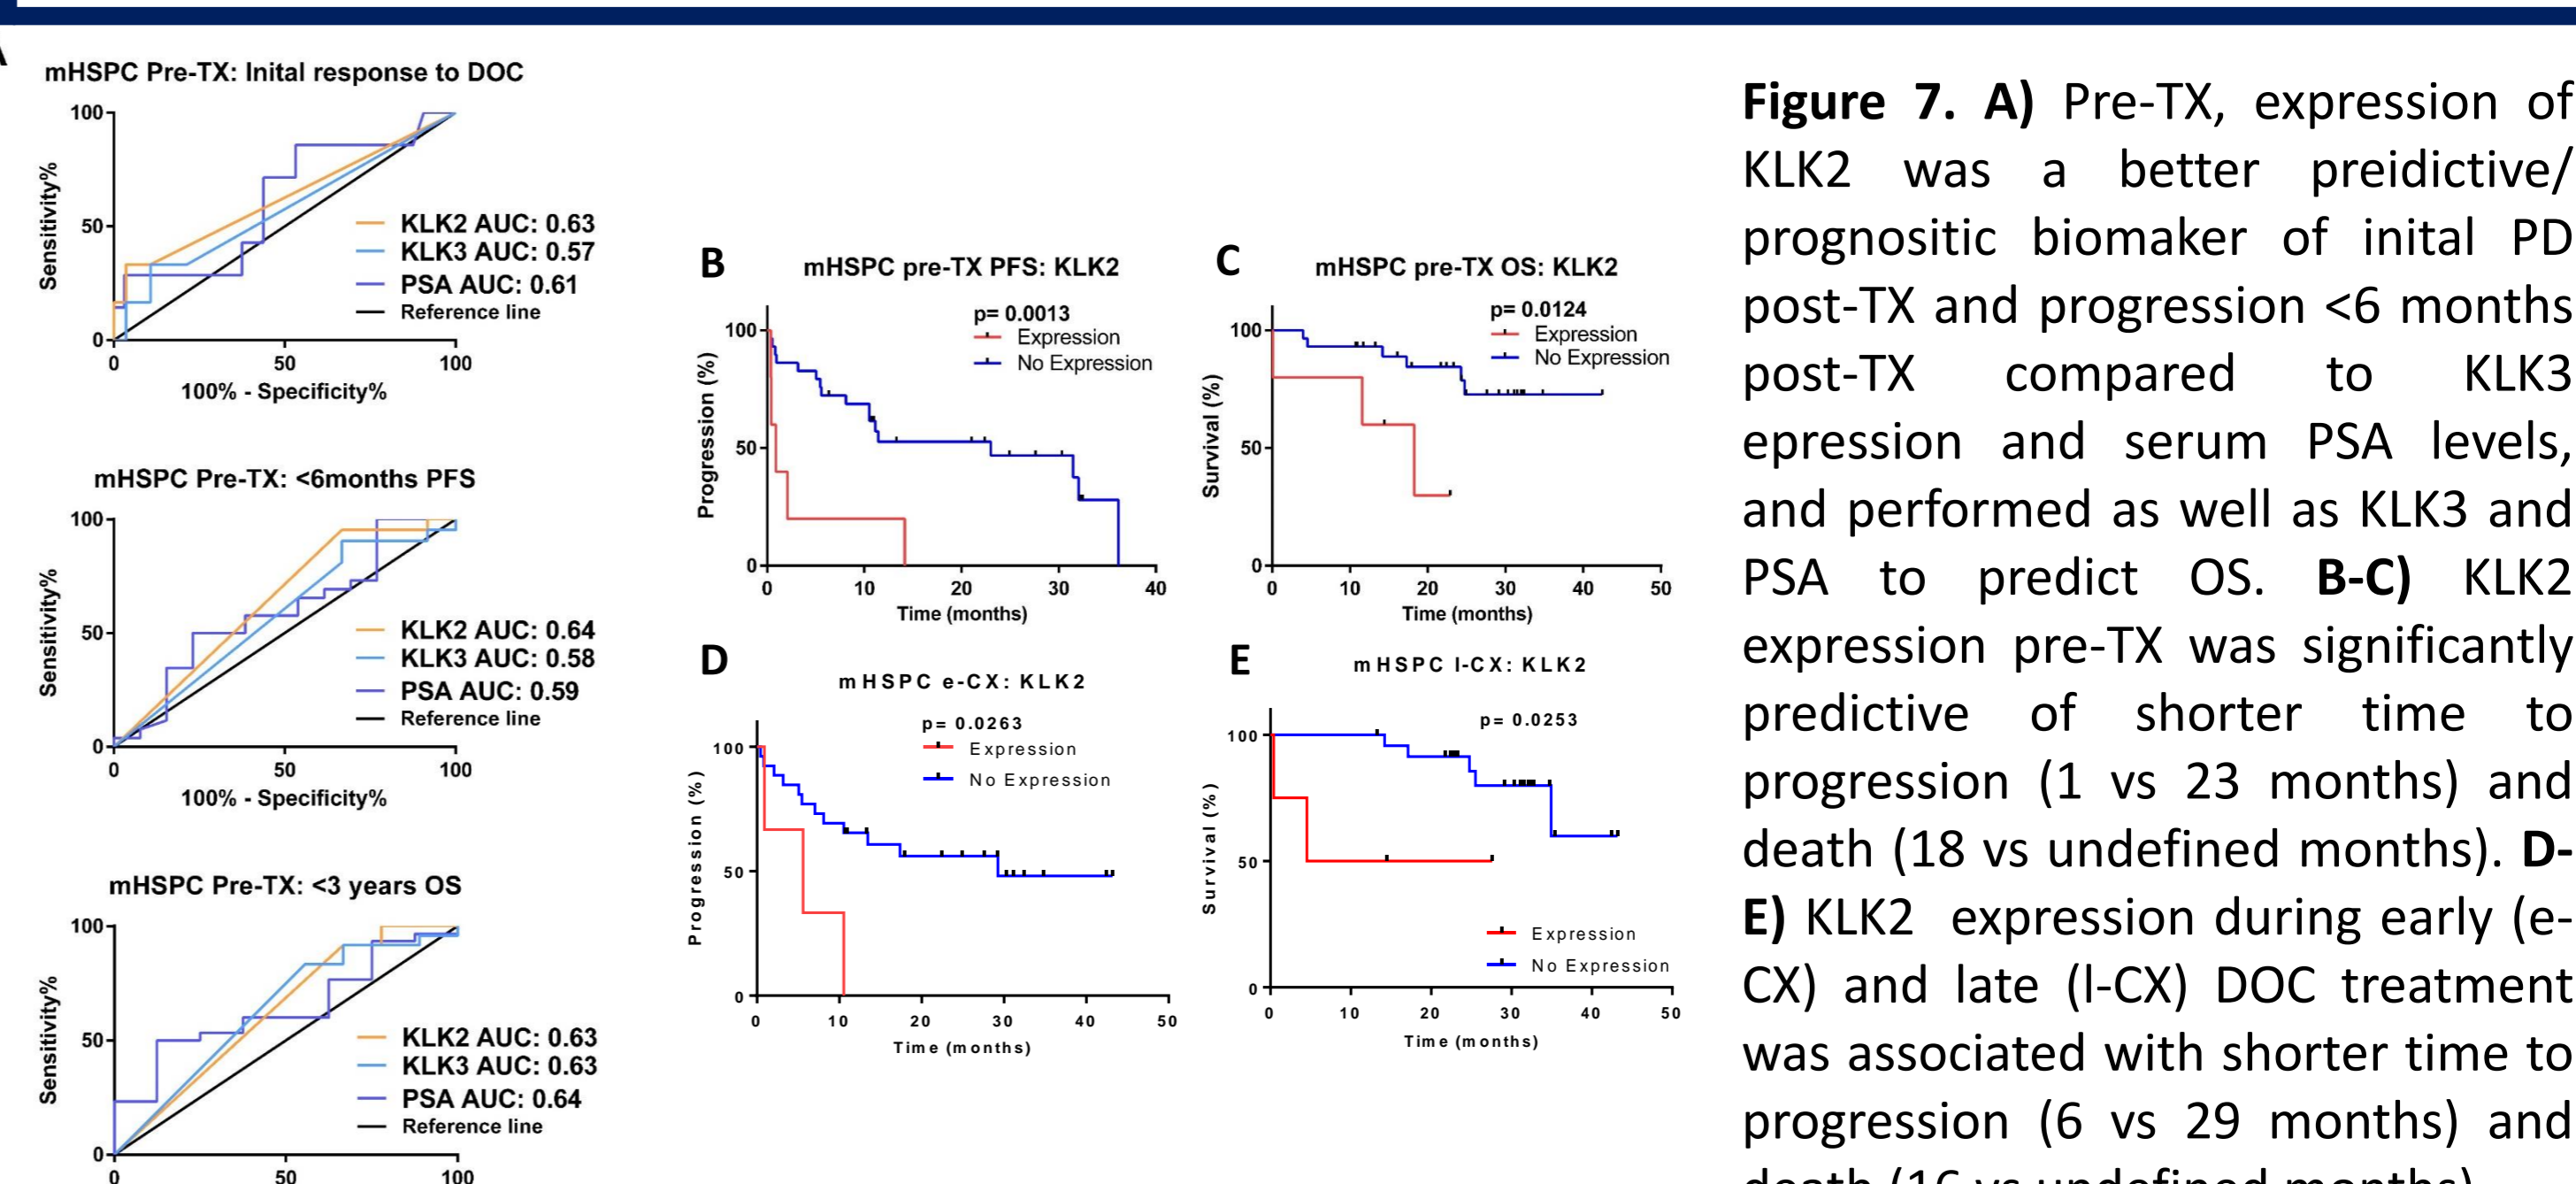 mHSPC Pre-TX: Inital response to DOC
100
50
0
Sensitivity%
KLK2 AUC: 0.63
KLK3 AUC: 0.57
PSA AUC: 0.61
Reference line
0 50 100
100% - Specificity%
mHSPC Pre-TX: <6months PFS
100
50
0
Sensitivity%
KLK2 AUC: 0.64
KLK3 AUC: 0.58
PSA AUC: 0.59
Reference line
0 50 100
100% - Specificity%
mHSPC Pre-TX: <3 years OS
100
50
0
Sensitivity%
KLK2 AUC: 0.63
KLK3 AUC: 0.63
PSA AUC: 0.64
Reference line
0 50 100
B
mHSPC pre-TX PFS: KLK2
p= 0.0013
Expression
No Expression
100
50
0
Progression (%)
0 10 20 30 40
Time (months)
C
mHSPC pre-TX OS: KLK2
p= 0.0124
Expression
No Expression
100
50
0
Survival (%)
0 10 20 30 40 50
Time (months)
D
mHSPC e-CX: KLK2
p= 0.0263
Expression
No Expression
100
50
0
Progression (%)
0 10 20 30 40 50
Time (months)
E
mHSPC l-CX: KLK2
p= 0.0253
100
50
0
Survival (%)
Expression
No Expression
0 10 20 30 40 50
Time (months)
Figure 7. A) Pre-TX, expression of
KLK2 was a better preidictive/
prognositic biomaker of inital PD
post-TX and progression <6 months
post-TX compared to KLK3
epression and serum PSA levels,
and performed as well as KLK3 and
PSA to predict OS. B-C) KLK2
expression pre-TX was significantly
predictive of shorter time to
progression (1 vs 23 months) and
death (18 vs undefined months). D-
E) KLK2 expression during early (e-
CX) and late (l-CX) DOC treatment
was associated with shorter time to
progression (6 vs 29 months) and
death (16 vs undefined months)